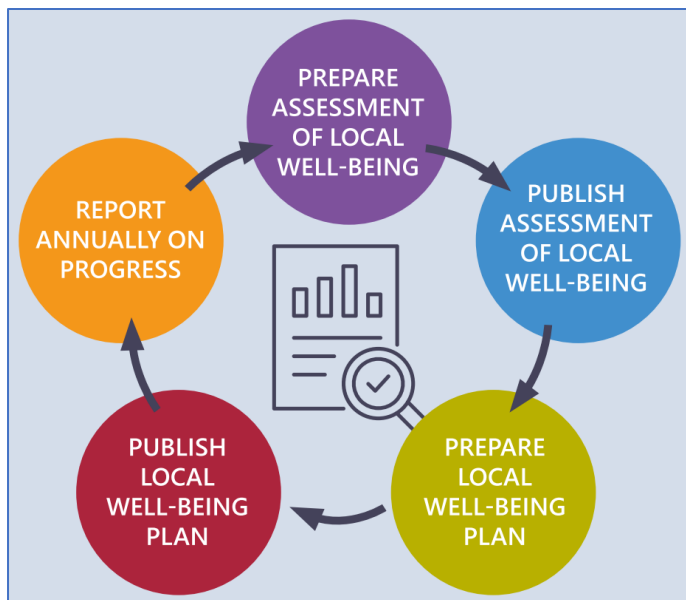 PREPARE
ASSESSMENT
OF LOCAL
WELL-BEING
PUBLISH
ASSESSMENT
OF LOCAL
WELL-BEING
PREPARE
LOCAL
WELL-BEING
PLAN
PUBLISH
LOCAL
WELL-BEING
PLAN
REPORT
ANNUALLY ON
PROGRESS